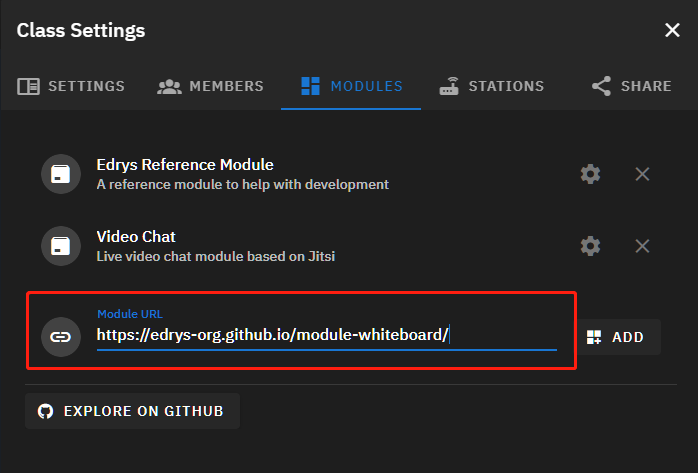 Class Settings
SETTINGS MEMBERS MODULES STATIONS SHARE
Edrys Reference Module
A reference module to help with development
Video Chat
Live video chat module based on Jitsi
Module URL
https://edrys-org.github.io/module-whiteboard/
ADD
EXPLORE ON GITHUB